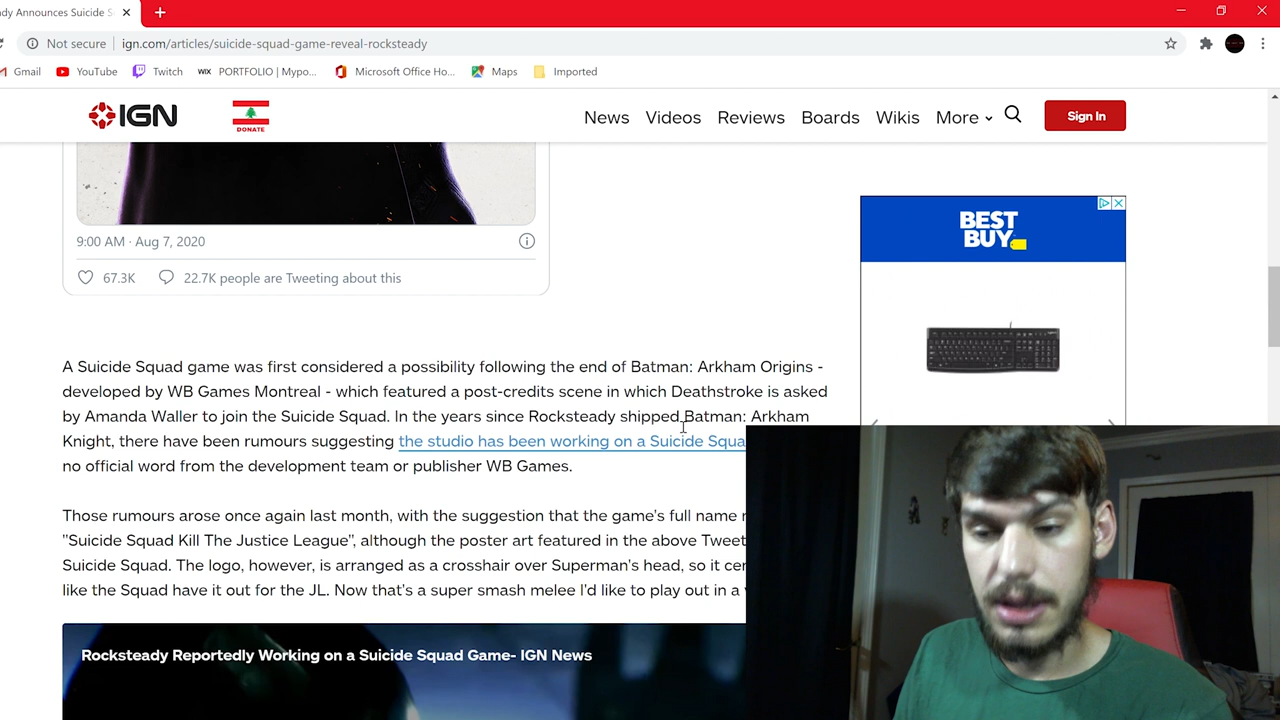 dy Announces Suicide S
Not secure
ign.com/articles/suicide-squad-game-reveal-rocksteady
Gmail
YouTube
Twitch
WIX PORTFOLIO | Mypo...
Microsoft Office Ho...
Maps
Imported
IGN
DONATE
News
Videos
Reviews
Boards
Wikis
More
Sign In
9:00 AM · Aug 7, 2020
67.3K
22.7K people are Tweeting about this
BEST
BUY
A Suicide Squad game was first considered a possibility following the end of Batman: Arkham Origins -
developed by WB Games Montreal - which featured a post-credits scene in which Deathstroke is asked
by Amanda Waller to join the Suicide Squad. In the years since Rocksteady shipped Batman: Arkham
Knight, there have been rumours suggesting the studio has been working on a Suicide Squa
no official word from the development team or publisher WB Games.
Those rumours arose once again last month, with the suggestion that the game's full name
"Suicide Squad Kill The Justice League", although the poster art featured in the above Tweet
Suicide Squad. The logo, however, is arranged as a crosshair over Superman's head, so it cer
like the Squad have it out for the JL. Now that's a super smash melee I'd like to play out in a
Rocksteady Reportedly Working on a Suicide Squad Game- IGN News